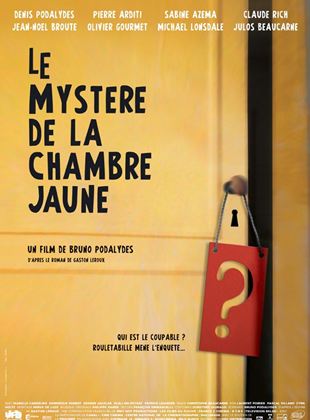 DENIS PODALYDES PIERRE ARDITI SABINE AZEMA CLAUDE RICH
JEAN-NOEL BROUTE OLIVIER GOURMET MICHAEL LONSDALE JULOS BEAUCARNE
LE
MYSTERE
DE LA
CHAMBRE
JAUNE
UN FILM DE BRUNO PODALYDES
D'APRES LE ROMAN DE GASTON LEROUX
?
QUI EST LE COUPABLE ?
ROULETABILLE MENE L'ENQUETE...